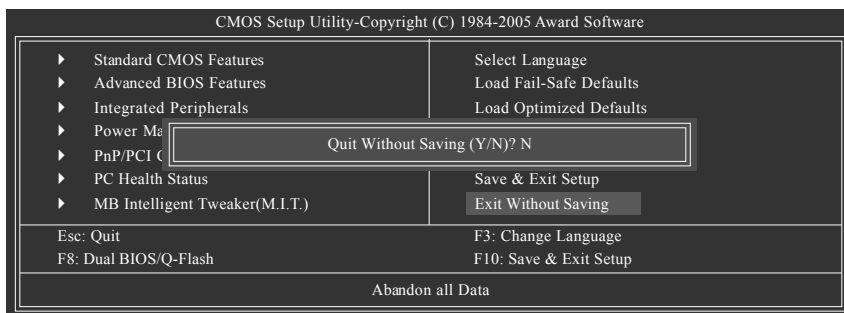 CMOS Setup Utility-Copyright (C) 1984-2005 Award Software
Standard CMOS Features
Advanced BIOS Features
Integrated Peripherals
Power Ma
PnP/PCI
PC Health Status
MB Intelligent Tweaker(M.I.T.)
Select Language
Load Fail-Safe Defaults
Load Optimized Defaults
Save & Exit Setup
Exit Without Saving
Quit Without Saving (Y/N)? N
Esc: Quit
F8: Dual BIOS/Q-Flash
F3: Change Language
F10: Save & Exit Setup
Abandon all Data